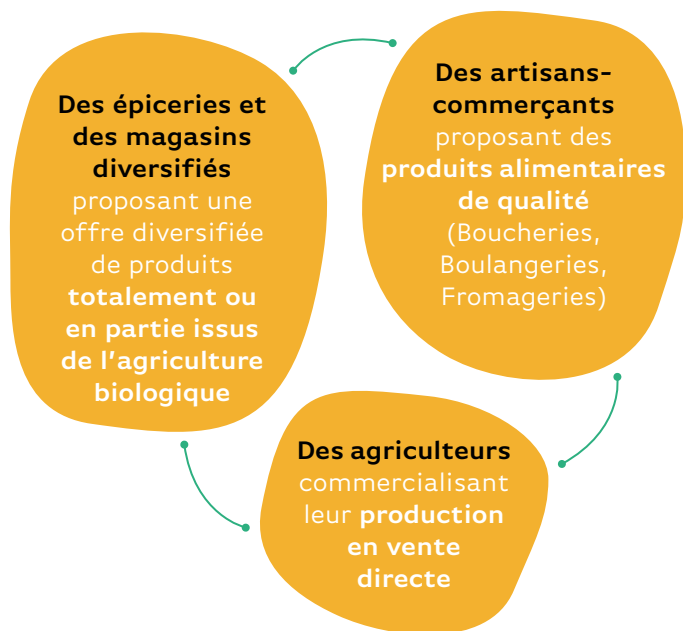 Des épiceries et
des magasins
diversifiés
proposant une
offre diversifiée
de produits
totalement ou
en partie issus
de l'agriculture
biologique
Des artisans-
commerçants
proposant des
produits alimentaires
de qualité
(Boucheries,
Boulangeries,
Fromageries)
Des agriculteurs
commercialisant
leur production
en vente
directe